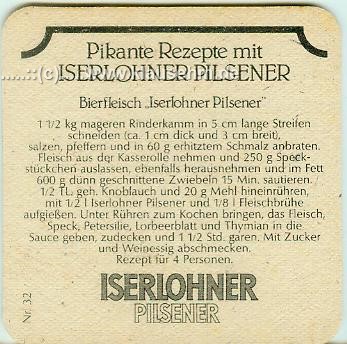 Pikante Rezepte mit
ISERLOHNER PILSENER
Bierfleisch „Iserlohner Pilsener"
1 1/2 kg mageren Rinderkamm in 5 cm lange Streifen
schneiden (ca. 1 cm dick und 3 cm breit),
salzen, pfeffern und in 60 g erhitztem Schmalz anbraten.
Fleisch aus der Kasserolle nehmen und 250 g Speck-
stückchen auslassen, ebenfalls herausnehmen und im Fett
600 g dünn geschnittene Zwiebeln 15 Min. sautieren.
1/2 TL. geh. Knoblauch und 20 g Mehl hineinrühren,
mit 1/2 l Iserlohner Pilsener und 1/8 l Fleischbrühe
aufgießen. Unter Rühren zum Kochen bringen, das Fleisch,
Speck, Petersilie, Lorbeerblatt und Thymian in die
Sauce geben, zudecken und 1 1/2 Std. garen. Mit Zucker
und Weinessig abschmecken.
Rezept für 4 Personen.
ISERLOHNER
PILSENER
Nr. 32